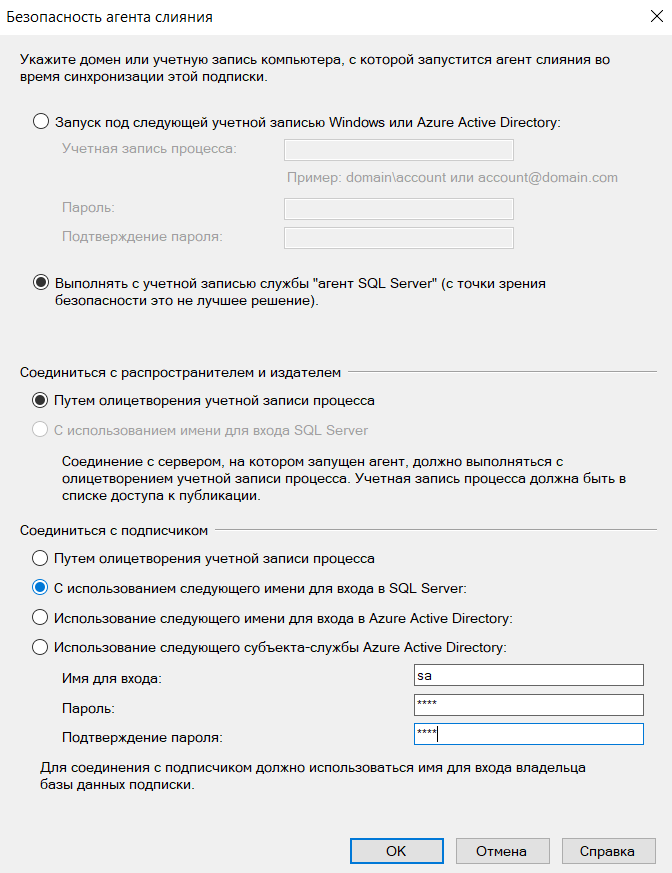 Безопасность агента слияния
Укажите домен или учетную запись компьютера, с которой запустится агент слияния во
время синхронизации этой подписки.
Запуск под следующей учетной записью Windows или Azure Active Directory:
Учетная запись процесса:
Пример: domain\account или account@domain.com
Пароль:
Подтверждение пароля:
Выполнять с учетной записью службы "агент SQL Server" (с точки зрения
безопасности это не лучшее решение).
Соединиться с распространителем и издателем
Путем олицетворения учетной записи процесса
С использованием имени для входа SQL Server
Соединение с сервером, на котором запущен агент, должно выполняться с
олицетворением учетной записи процесса. Учетная запись процесса должна быть в
списке доступа к публикации.
Соединиться с подписчиком
Путем олицетворения учетной записи процесса
С использованием следующего имени для входа в SQL Server:
Использование следующего имени для входа в Azure Active Directory:
Использование следующего субъекта-службы Azure Active Directory:
Имя для входа: sa
Пароль: ****
Подтверждение пароля: ****
Для соединения с подписчиком должно использоваться имя для входа владельца
базы данных подписки.
OK Отмена Справка